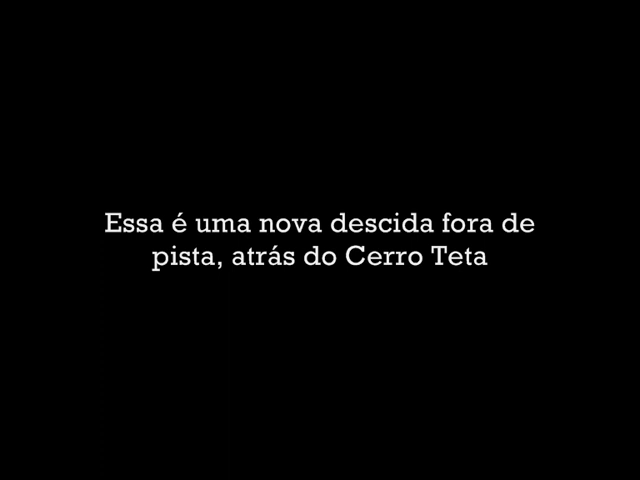 Essa é uma nova descida fora de
pista, atrás do Cerro Teta